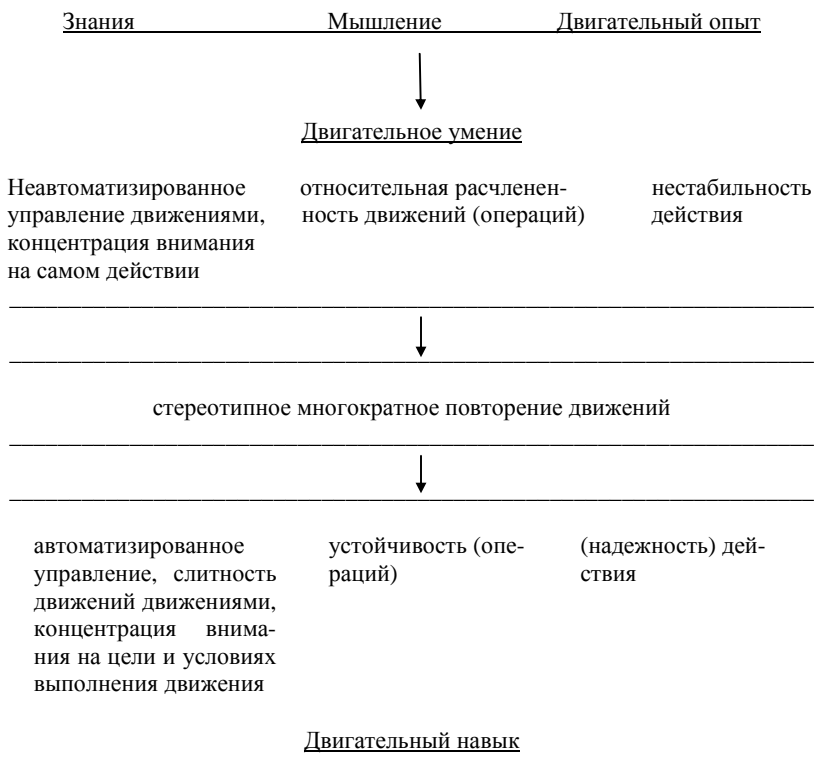 Знания Мышление Двигательный опыт
Двигательное умение
Неавтоматизированное относительная расчленен- нестабильность
управление движениями, ность движений (операций) действия
концентрация внимания
на самом действии
стереотипное многократное повторение движений
автоматизированное устойчивость (опе- (надежность) дей-
управление, слитность раций) ствия
движений движениями,
концентрация внима-
ния на цели и условиях
выполнения движения
Двигательный навык